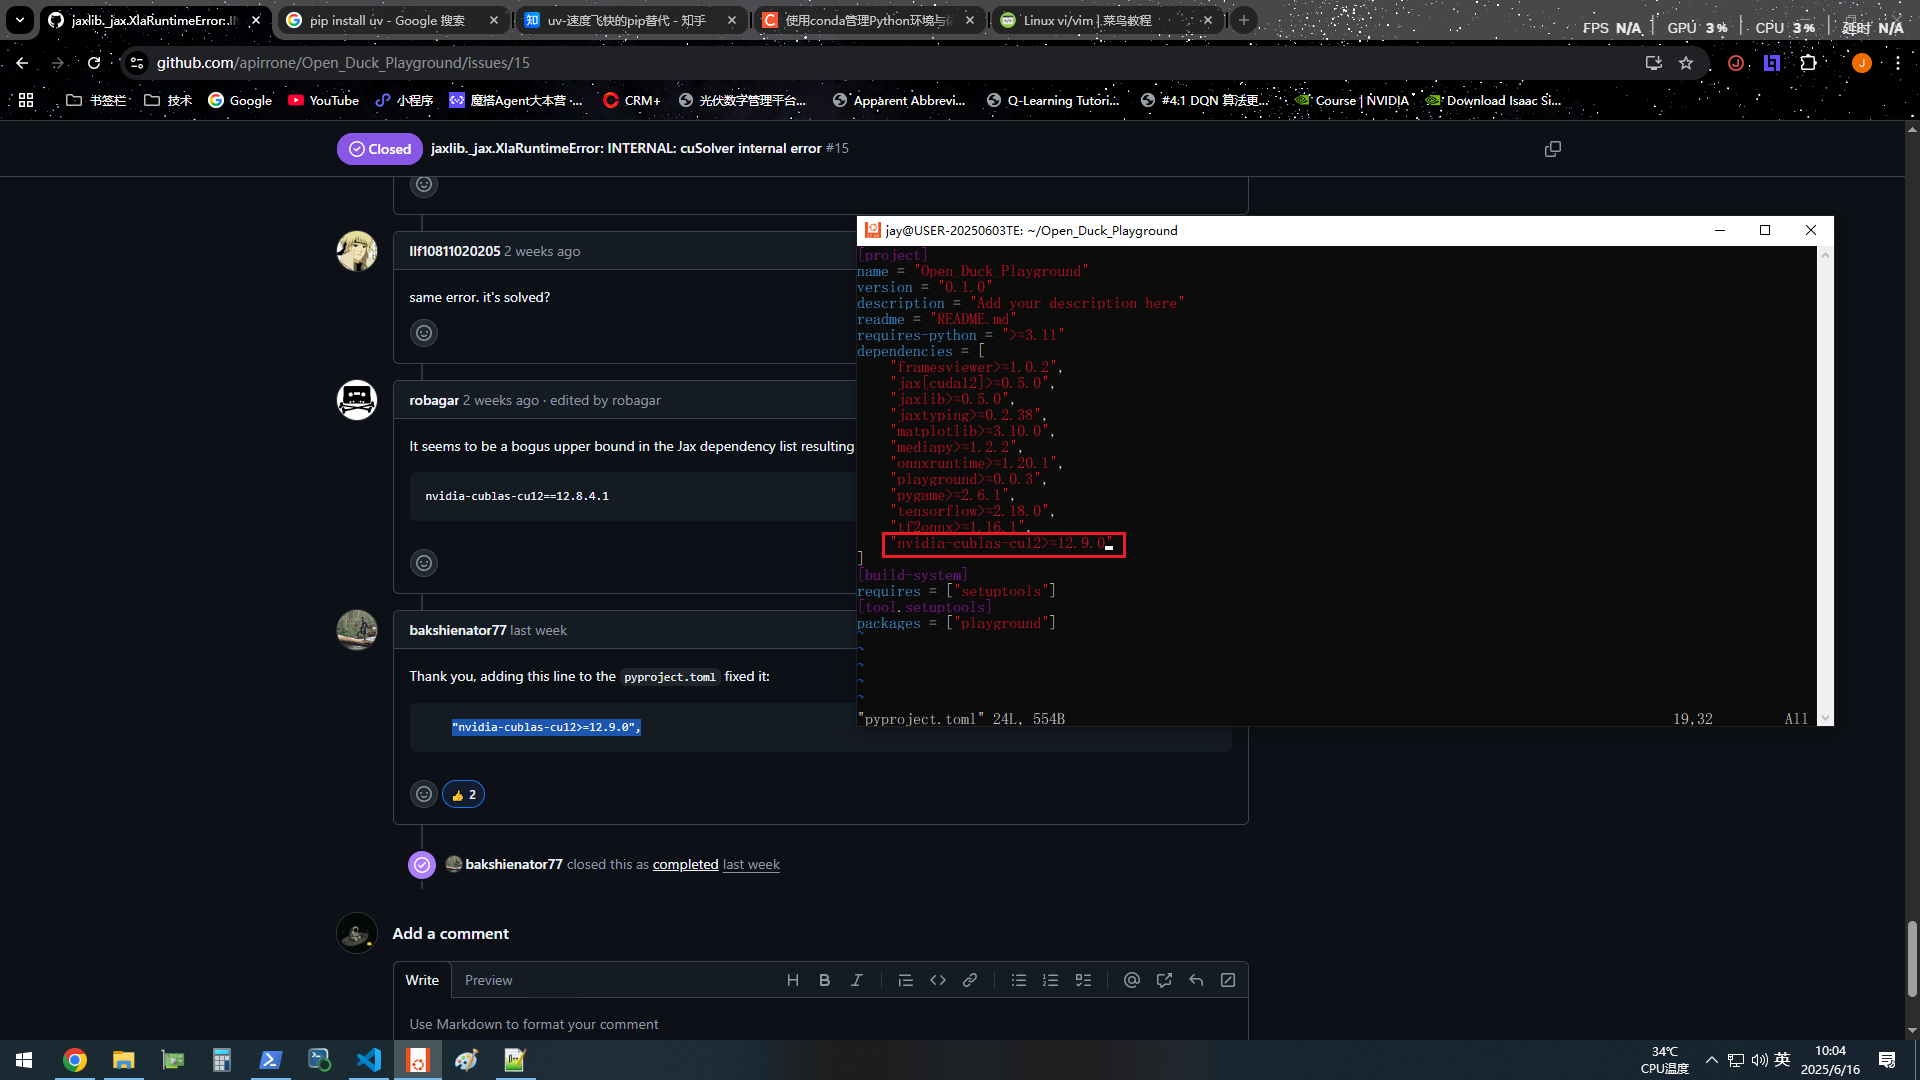 jaxlib._jax.XlaRuntimeError: IN
pip install uv - Google 搜索
uv-速度飞快的pip替代 - 知乎
使用conda管理Python环境与依
Linux vi/vim | 菜鸟教程
FPS N/A GPU 3% CPU 3% 延时 N/A
github.com/apirrone/Open_Duck_Playground/issues/15
书签栏
技术
Google
YouTube
小程序
魔搭Agent大本营 ·...
CRM+
光伏数字管理平台...
Apparent Abbrevi...
Q-Learning Tutori...
#4.1 DQN 算法更...
Course | NVIDIA
Download Isaac Si...
Closed jaxlib._jax.XlaRuntimeError: INTERNAL: cuSolver internal error #15
llf10811020205 2 weeks ago
same error. it's solved?
robagar 2 weeks ago · edited by robagar
It seems to be a bogus upper bound in the Jax dependency list resulting
nvidia-cublas-cu12==12.8.4.1
bakshienator77 last week
Thank you, adding this line to the pyproject.toml fixed it:
"nvidia-cublas-cu12>=12.9.0",
👍 2
bakshienator77 closed this as completed last week
Add a comment
Write
Preview
Use Markdown to format your comment
jay@USER-20250603TE: ~/Open_Duck_Playground
[project]
name = "Open_Duck_Playground"
version = "0.1.0"
description = "Add your description here"
readme = "README.md"
requires-python = ">=3.11"
dependencies = [
"framesviewer>=1.0.2",
"jax[cuda12]>=0.5.0",
"jaxlib>=0.5.0",
"jaxtyping>=0.2.38",
"matplotlib>=3.10.0",
"mediapy>=1.2.2",
"onnxruntime>=1.20.1",
"playground>=0.0.3",
"pygame>=2.6.1",
"tensorflow>=2.18.0",
"tf2onnx>=1.16.1",
"nvidia-cublas-cu12>=12.9.0"
]
[build-system]
requires = ["setuptools"]
[tool.setuptools]
packages = ["playground"]
~
~
~
~
~
"pyproject.toml" 24L, 554B 19,32 All
34℃
CPU温度
英
10:04
2025/6/16